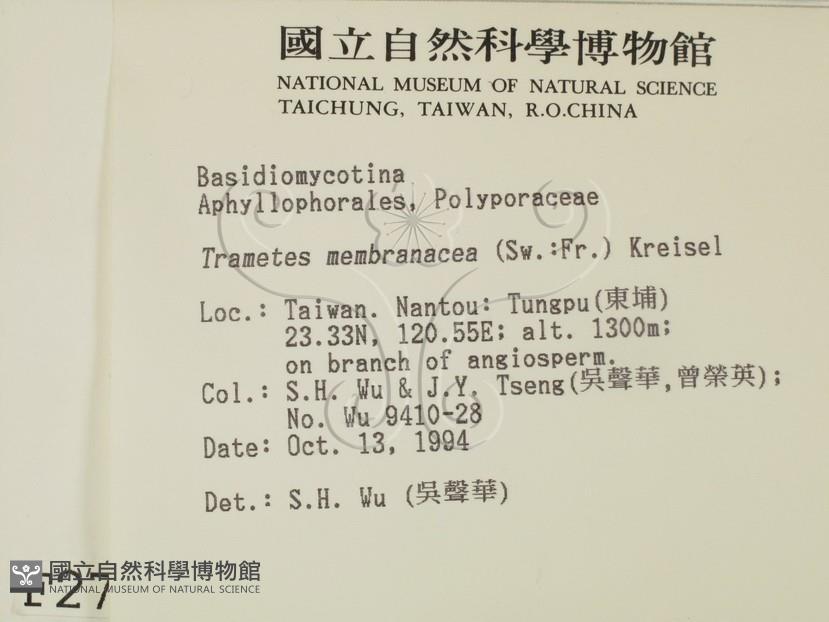 國立自然科學博物館
NATIONAL MUSEUM OF NATURAL SCIENCE
TAICHUNG, TAIWAN, R.O.CHINA
Basidiomycotina
Aphyllophorales, Polyporaceae
Trametes membranacea (Sw.:Fr.) Kreisel
Loc.: Taiwan. Nantou: Tungpu(東埔)
23.33N, 120.55E; alt. 1300m;
on branch of angiosperm.
Col.: S.H. Wu & J.Y. Tseng(吳聲華,曾榮英);
No. Wu 9410-28
Date: Oct. 13, 1994
Det.: S.H. Wu (吳聲華)
國立自然科學博物館
NATIONAL MUSEUM OF NATURAL SCIENCE
F27